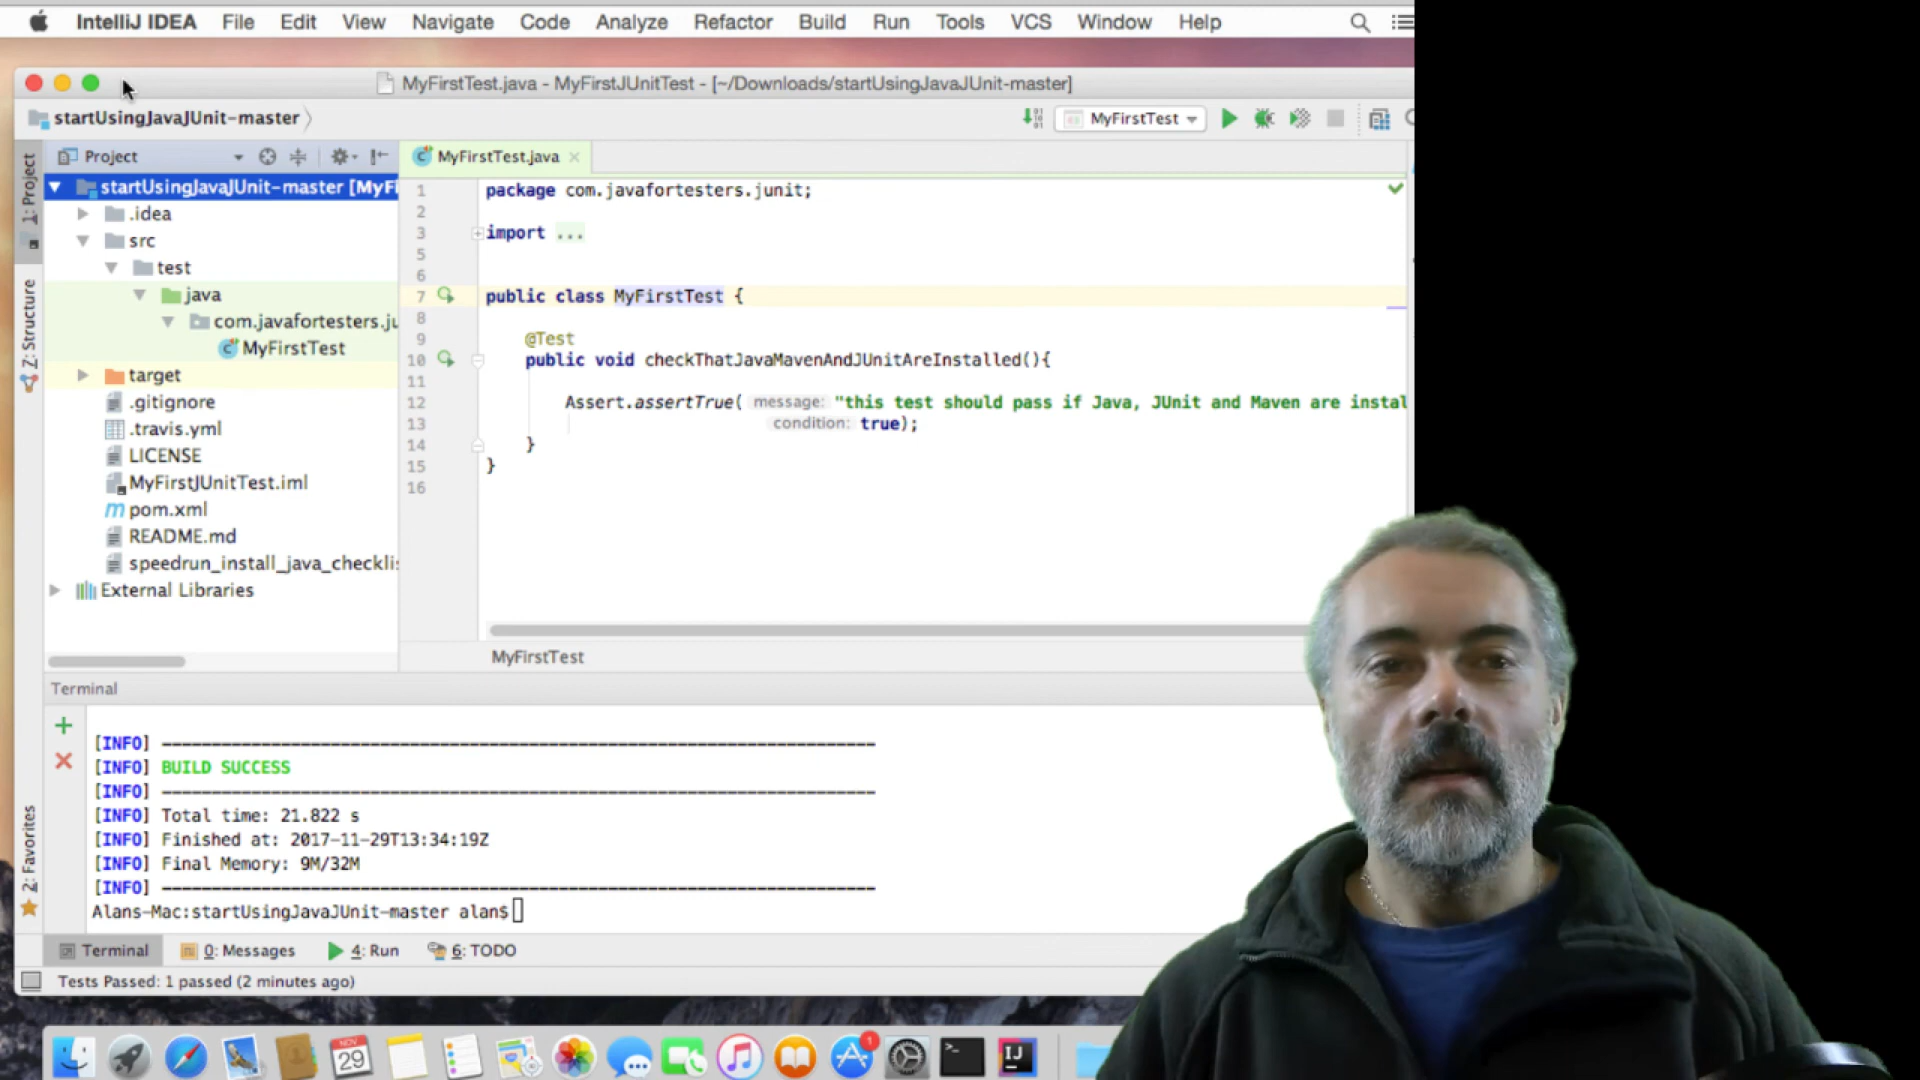 IntelliJ IDEA File Edit View Navigate Code Analyze Refactor Build Run Tools VCS Window Help
MyFirstTest.java - MyFirstJUnitTest - [~/Downloads/startUsingJavaJUnit-master]
startUsingJavaJUnit-master
MyFirstTest
1: Project
Project
MyFirstTest.java
startUsingJavaJUnit-master [MyFi
.idea
src
test
java
com.javafortesters.ju
MyFirstTest
target
.gitignore
.travis.yml
LICENSE
MyFirstJUnitTest.iml
pom.xml
README.md
speedrun_install_java_checklis
External Libraries
Z: Structure
2: Favorites
1 package com.javafortesters.junit;
2
3 import ...
5
6
7 public class MyFirstTest {
8
9 @Test
10 public void checkThatJavaMavenAndJUnitAreInstalled(){
11
12 Assert.assertTrue( message: "this test should pass if Java, JUnit and Maven are instal
13 condition: true);
14 }
15 }
16
MyFirstTest
Terminal
[INFO] ------------------------------------------------------------------------
[INFO] BUILD SUCCESS
[INFO] ------------------------------------------------------------------------
[INFO] Total time: 21.822 s
[INFO] Finished at: 2017-11-29T13:34:19Z
[INFO] Final Memory: 9M/32M
[INFO] ------------------------------------------------------------------------
Alans-Mac:startUsingJavaJUnit-master alan$
Terminal 0: Messages 4: Run 6: TODO
Tests Passed: 1 passed (2 minutes ago)
NOV
29
1
IJ